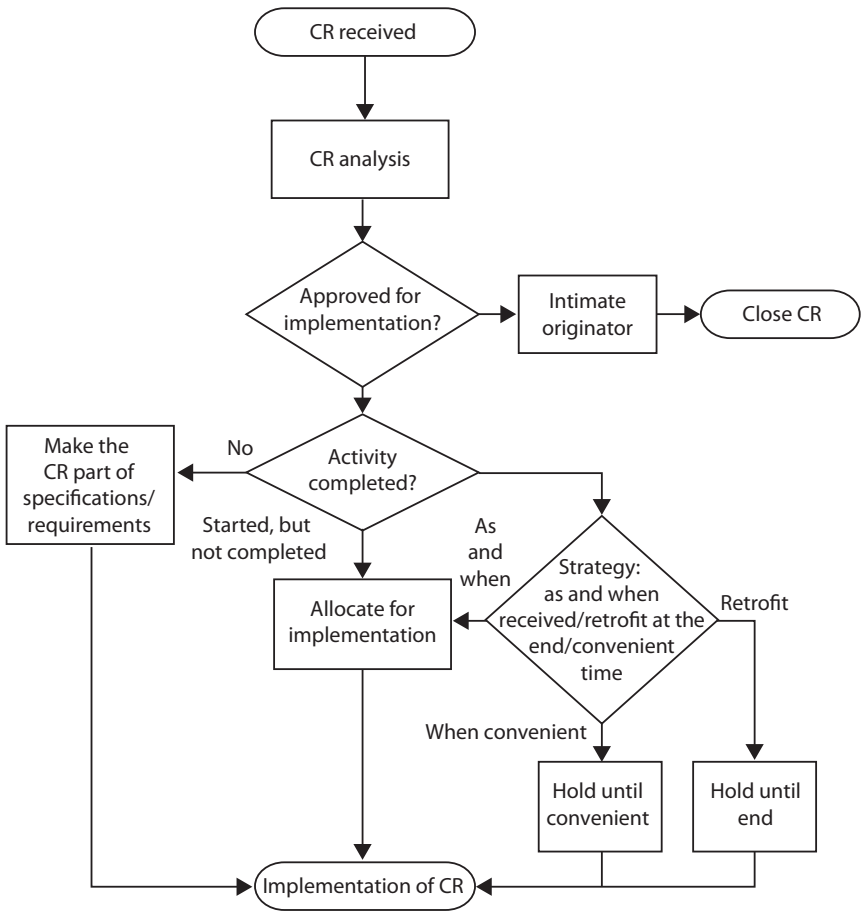 CR received
CR analysis
Approved for
implementation?
Intimate
originator
Close CR
Make the
CR part of
specifications/
requirements
No
Activity
completed?
Started, but
not completed
As
and
when
Strategy:
as and when
received/retrofit at the
end/convenient
time
Retrofit
Allocate for
implementation
When convenient
Hold until
convenient
Hold until
end
Implementation of CR